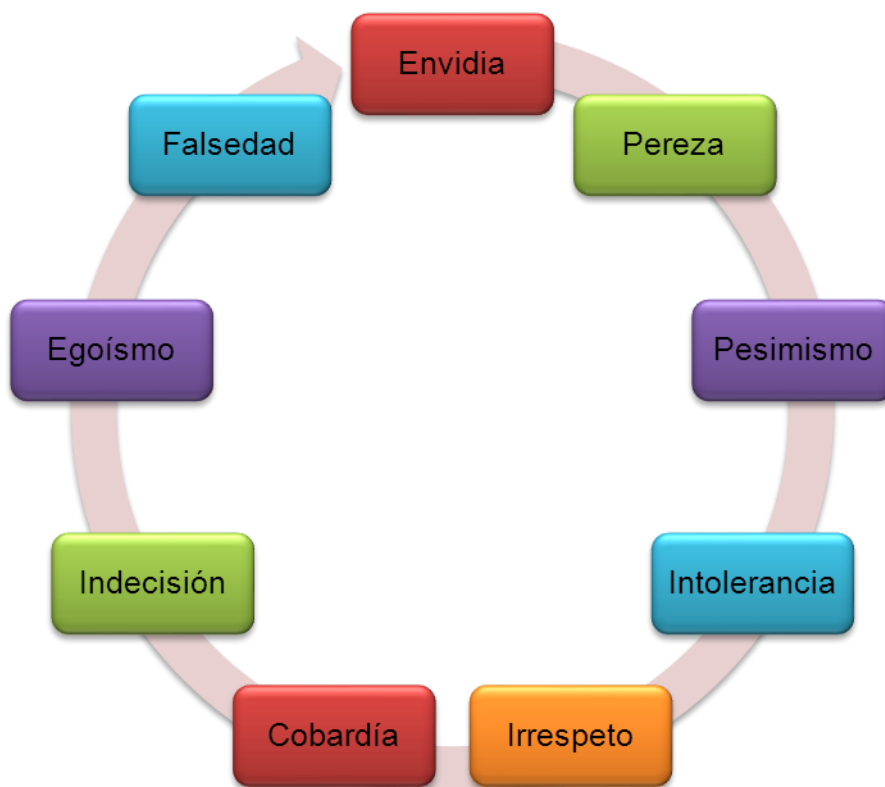 Envidia
Pereza
Pesimismo
Intolerancia
Irrespeto
Cobardía
Indecisión
Egoísmo
Falsedad